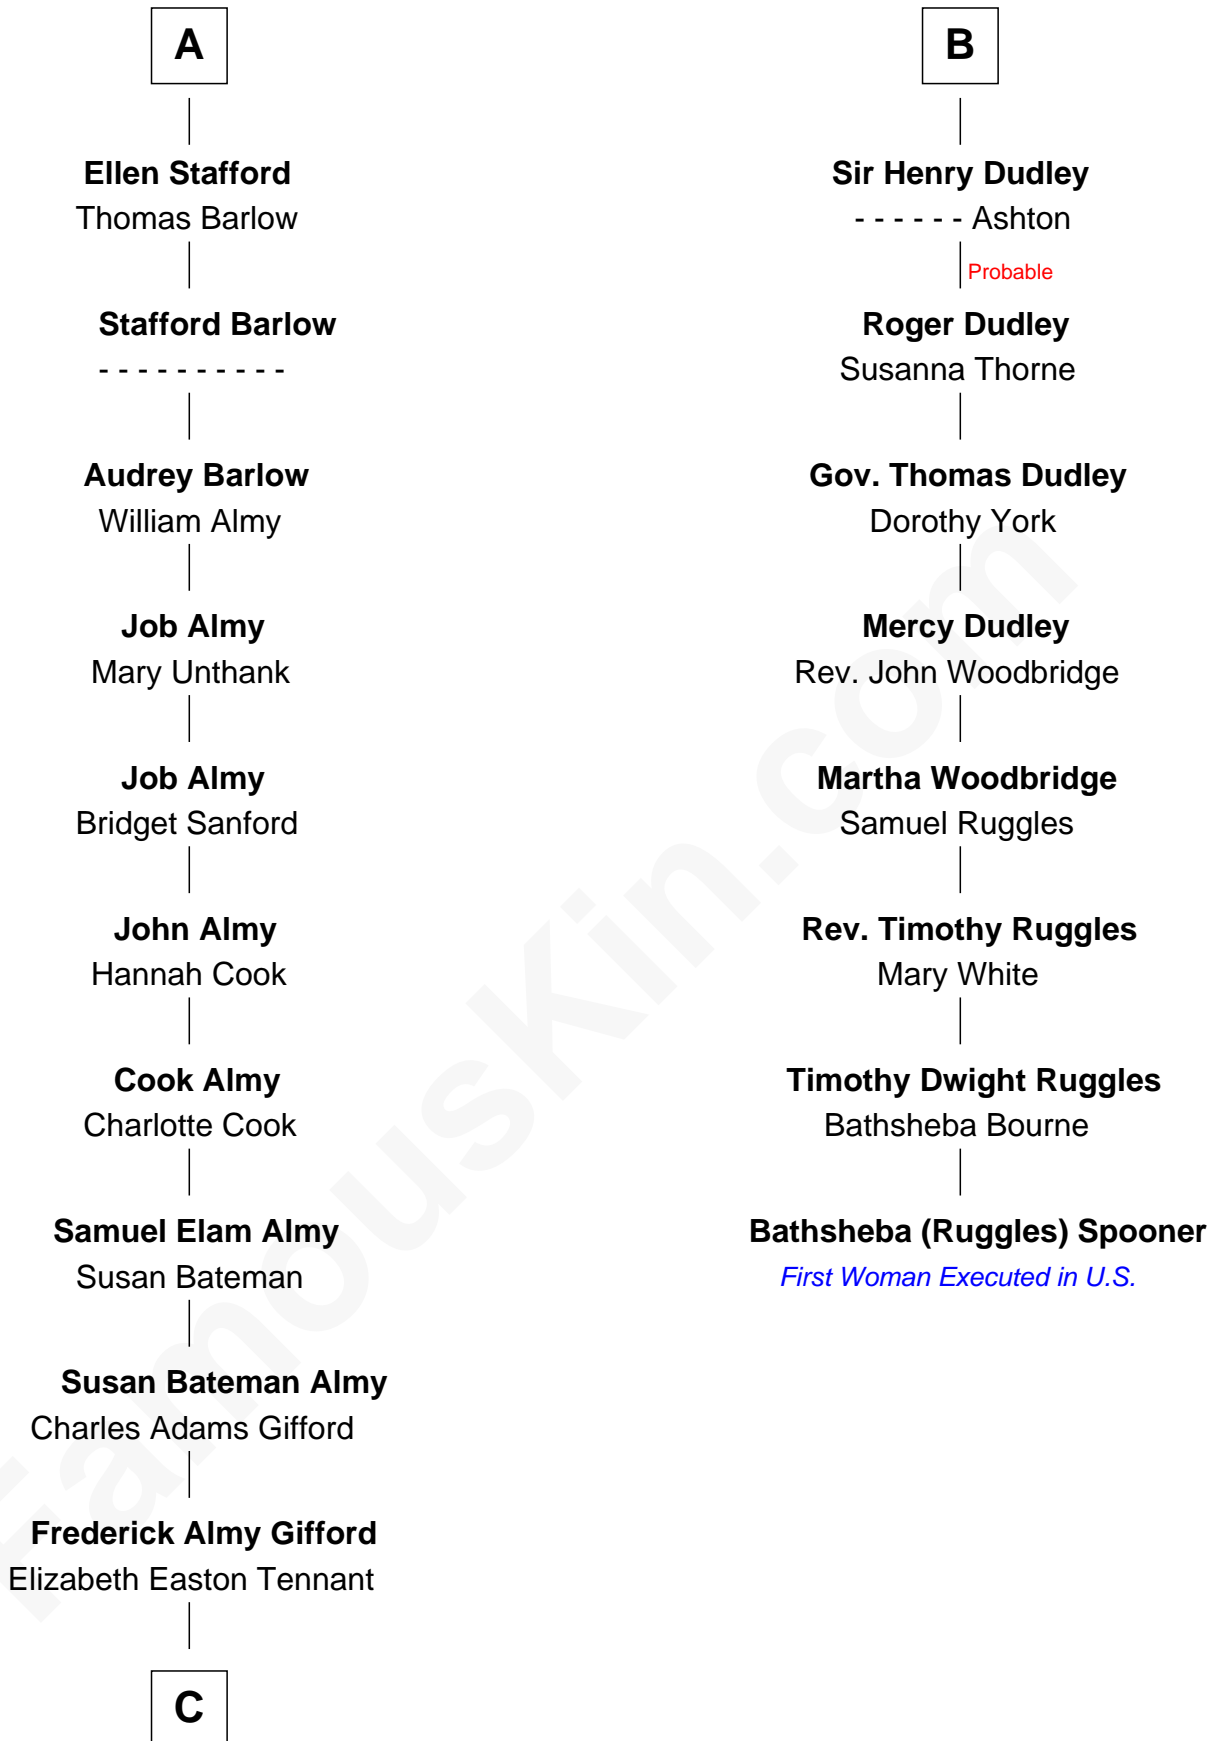 A
Ellen Stafford
Thomas Barlow
Stafford Barlow
- - - - - - - - - -
Audrey Barlow
William Almy
Job Almy
Mary Unthank
Job Almy
Bridget Sanford
John Almy
Hannah Cook
Cook Almy
Charlotte Cook
Samuel Elam Almy
Susan Bateman
Susan Bateman Almy
Charles Adams Gifford
Frederick Almy Gifford
Elizabeth Easton Tennant
C
B
Sir Henry Dudley
- - - - - - Ashton
Probable
Roger Dudley
Susanna Thorne
Gov. Thomas Dudley
Dorothy York
Mercy Dudley
Rev. John Woodbridge
Martha Woodbridge
Samuel Ruggles
Rev. Timothy Ruggles
Mary White
Timothy Dwight Ruggles
Bathsheba Bourne
Bathsheba (Ruggles) Spooner
First Woman Executed in U.S.
FamousKin.com